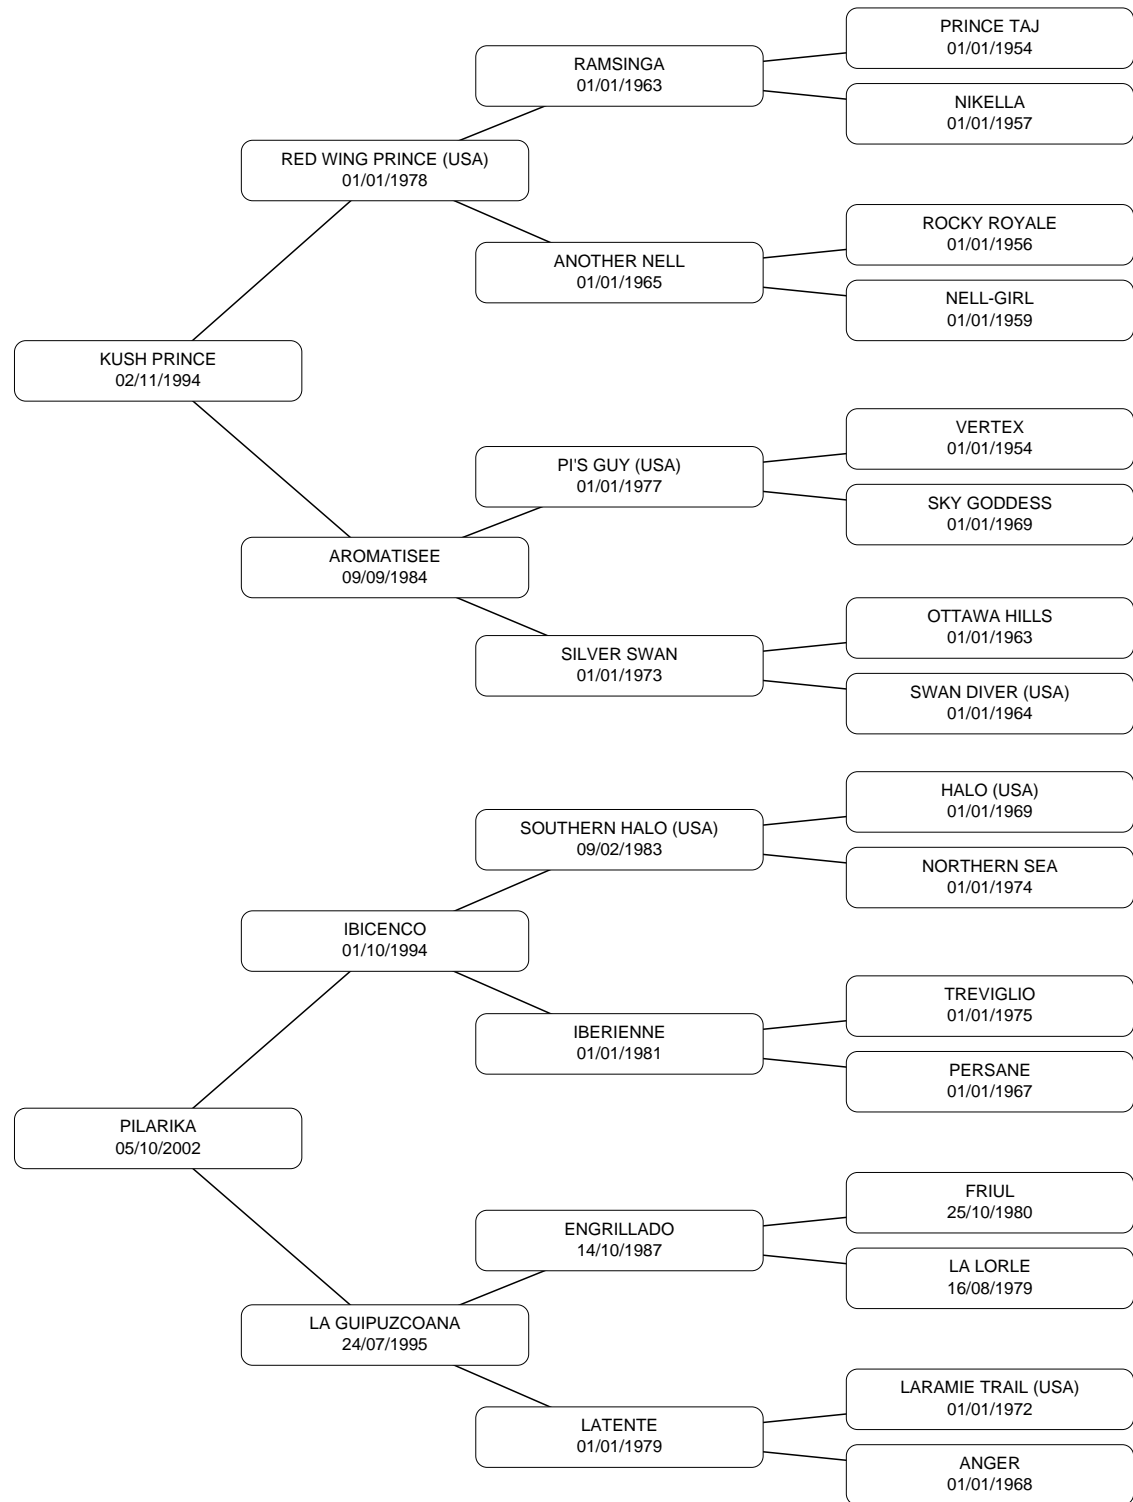 PRINCE TAJ
01/01/1954
RAMSINGA
01/01/1963
NIKELLA
01/01/1957
RED WING PRINCE (USA)
01/01/1978
ROCKY ROYALE
01/01/1956
ANOTHER NELL
01/01/1965
NELL-GIRL
01/01/1959
KUSH PRINCE
02/11/1994
VERTEX
01/01/1954
PI'S GUY (USA)
01/01/1977
SKY GODDESS
01/01/1969
AROMATISEE
09/09/1984
OTTAWA HILLS
01/01/1963
SILVER SWAN
01/01/1973
SWAN DIVER (USA)
01/01/1964
HALO (USA)
01/01/1969
SOUTHERN HALO (USA)
09/02/1983
NORTHERN SEA
01/01/1974
IBICENCO
01/10/1994
TREVIGLIO
01/01/1975
IBERIENNE
01/01/1981
PERSANE
01/01/1967
PILARIKA
05/10/2002
FRIUL
25/10/1980
ENGRILLADO
14/10/1987
LA LORLE
16/08/1979
LA GUIPUZCOANA
24/07/1995
LARAMIE TRAIL (USA)
01/01/1972
LATENTE
01/01/1979
ANGER
01/01/1968